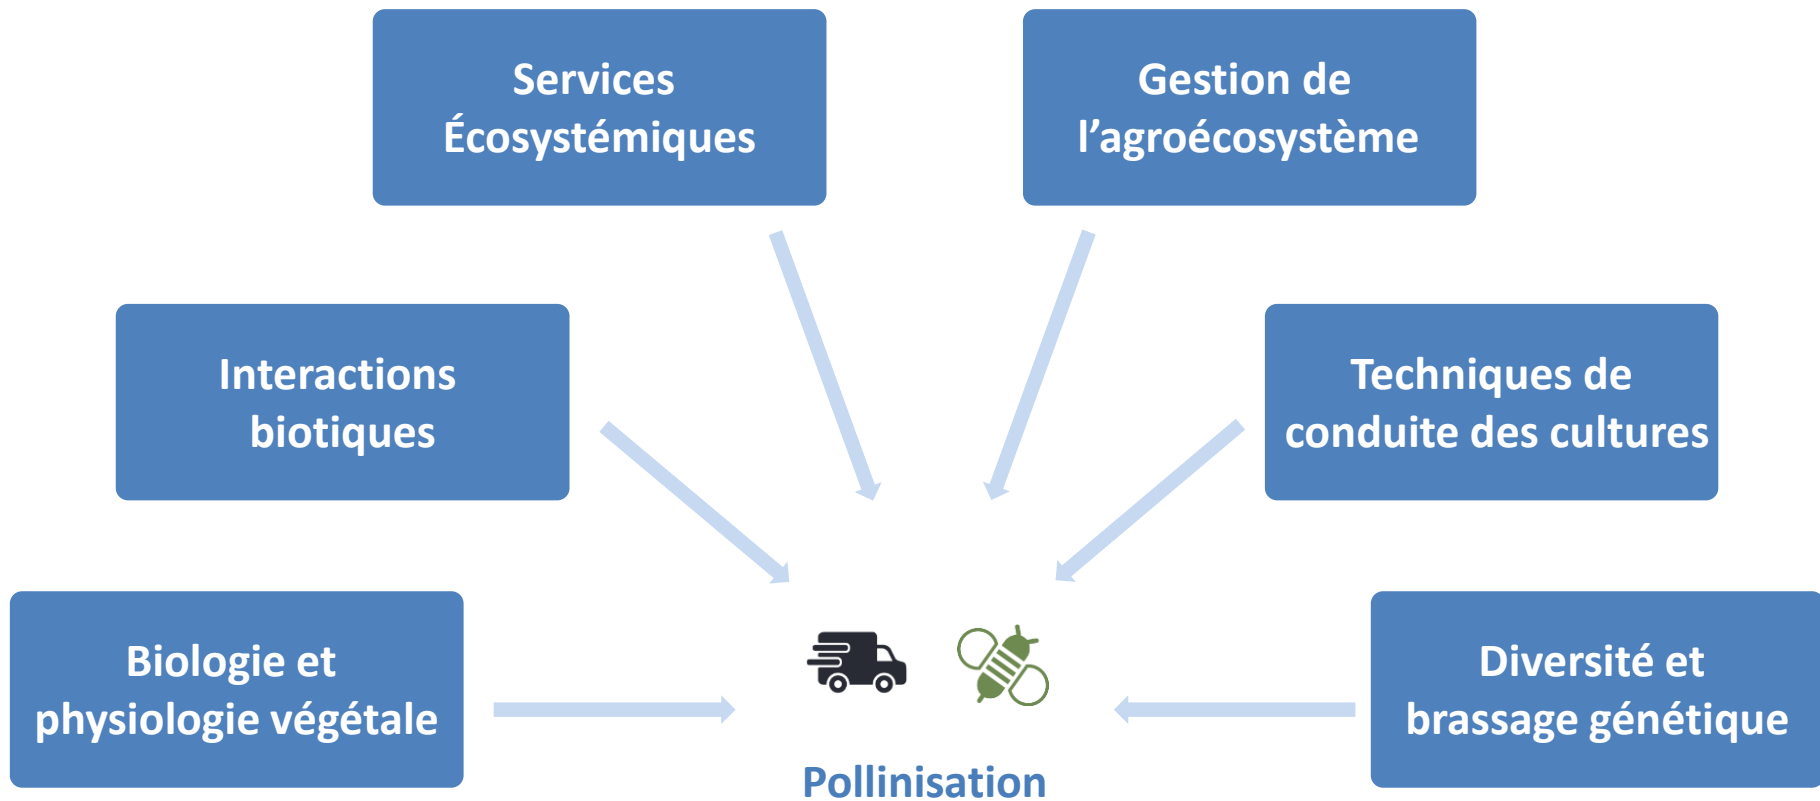 Services
Écosystémiques
Gestion de
l’agroécosystème
Interactions
biotiques
Techniques de
conduite des cultures
Biologie et
physiologie végétale
Diversité et
brassage génétique
Pollinisation